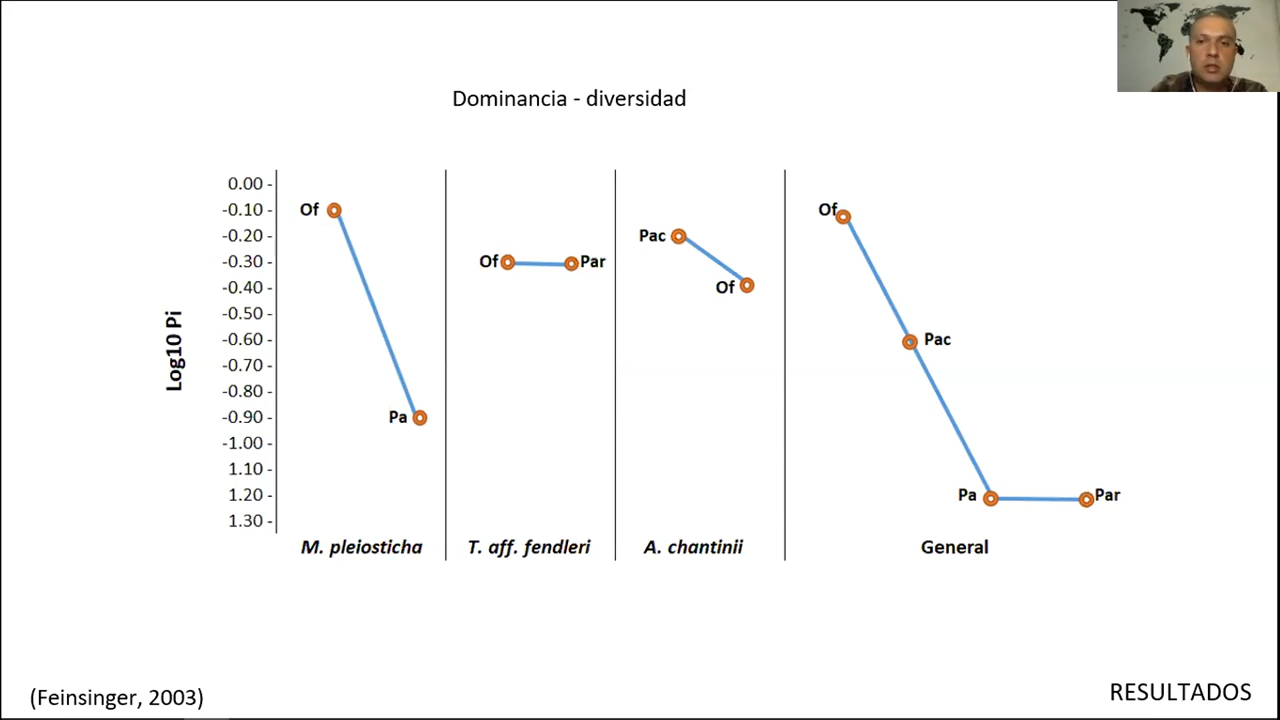 Dominancia - diversidad
Log10 Pi
0.00 -
-0.10 -
-0.20 -
-0.30 -
-0.40 -
-0.50 -
-0.60 -
-0.70 -
-0.80 -
-0.90 -
-1.00 -
1.10 -
1.20 -
1.30 -
Of
Pa
M. pleiosticha
Of
Par
T. aff. fendleri
Pac
Of
A. chantinii
Of
Pac
Pa
Par
General
(Feinsinger, 2003)
RESULTADOS